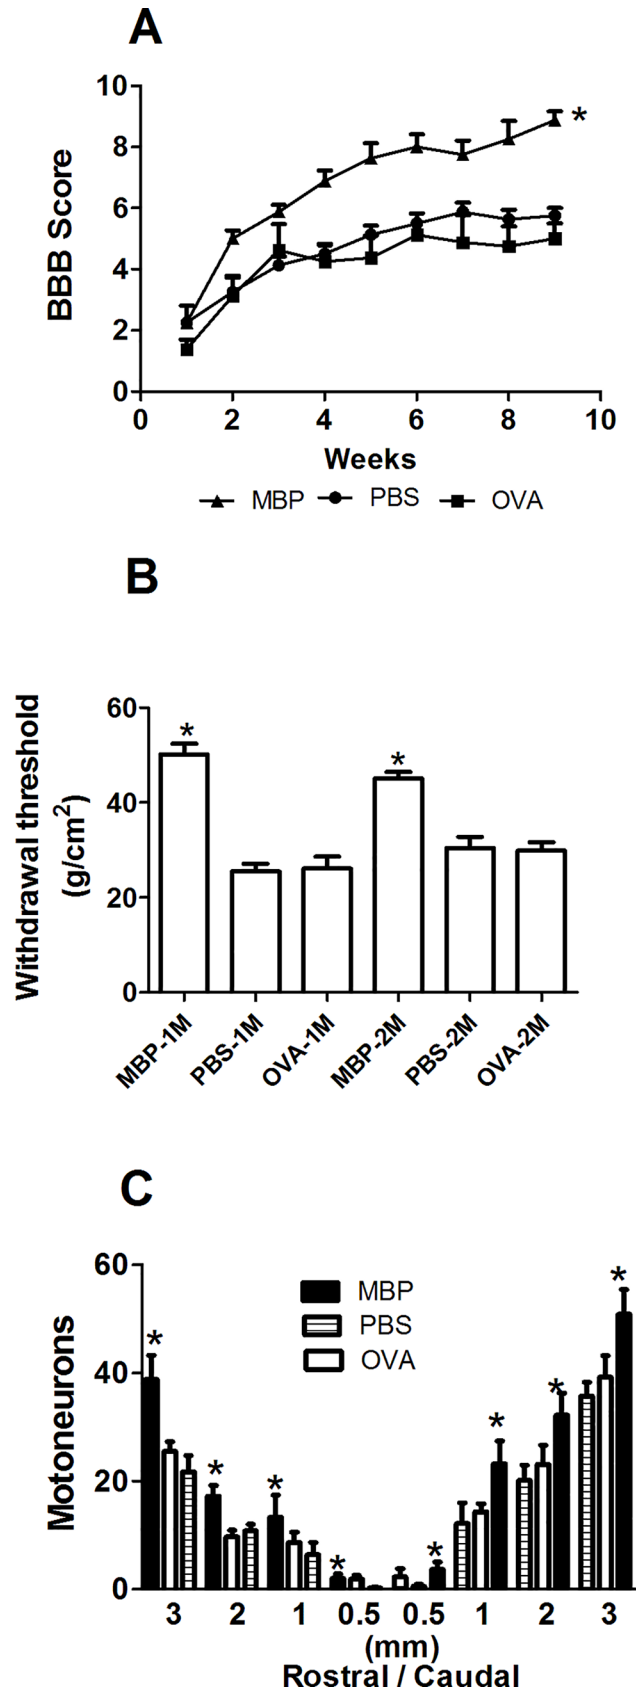 A
10
8
6
4
2
0
BBB Score
*
0 2 4 6 8 10
Weeks
MBP PBS OVA
B
60
40
20
0
Withdrawal threshold
(g/cm²)
* *
MBP-1M PBS-1M OVA-1M MBP-2M PBS-2M OVA-2M
C
60
40
20
0
Motoneurons
MBP
PBS
OVA
* * * * * * * *
3 2 1 0.5 0.5 1 2 3
(mm)
Rostral / Caudal